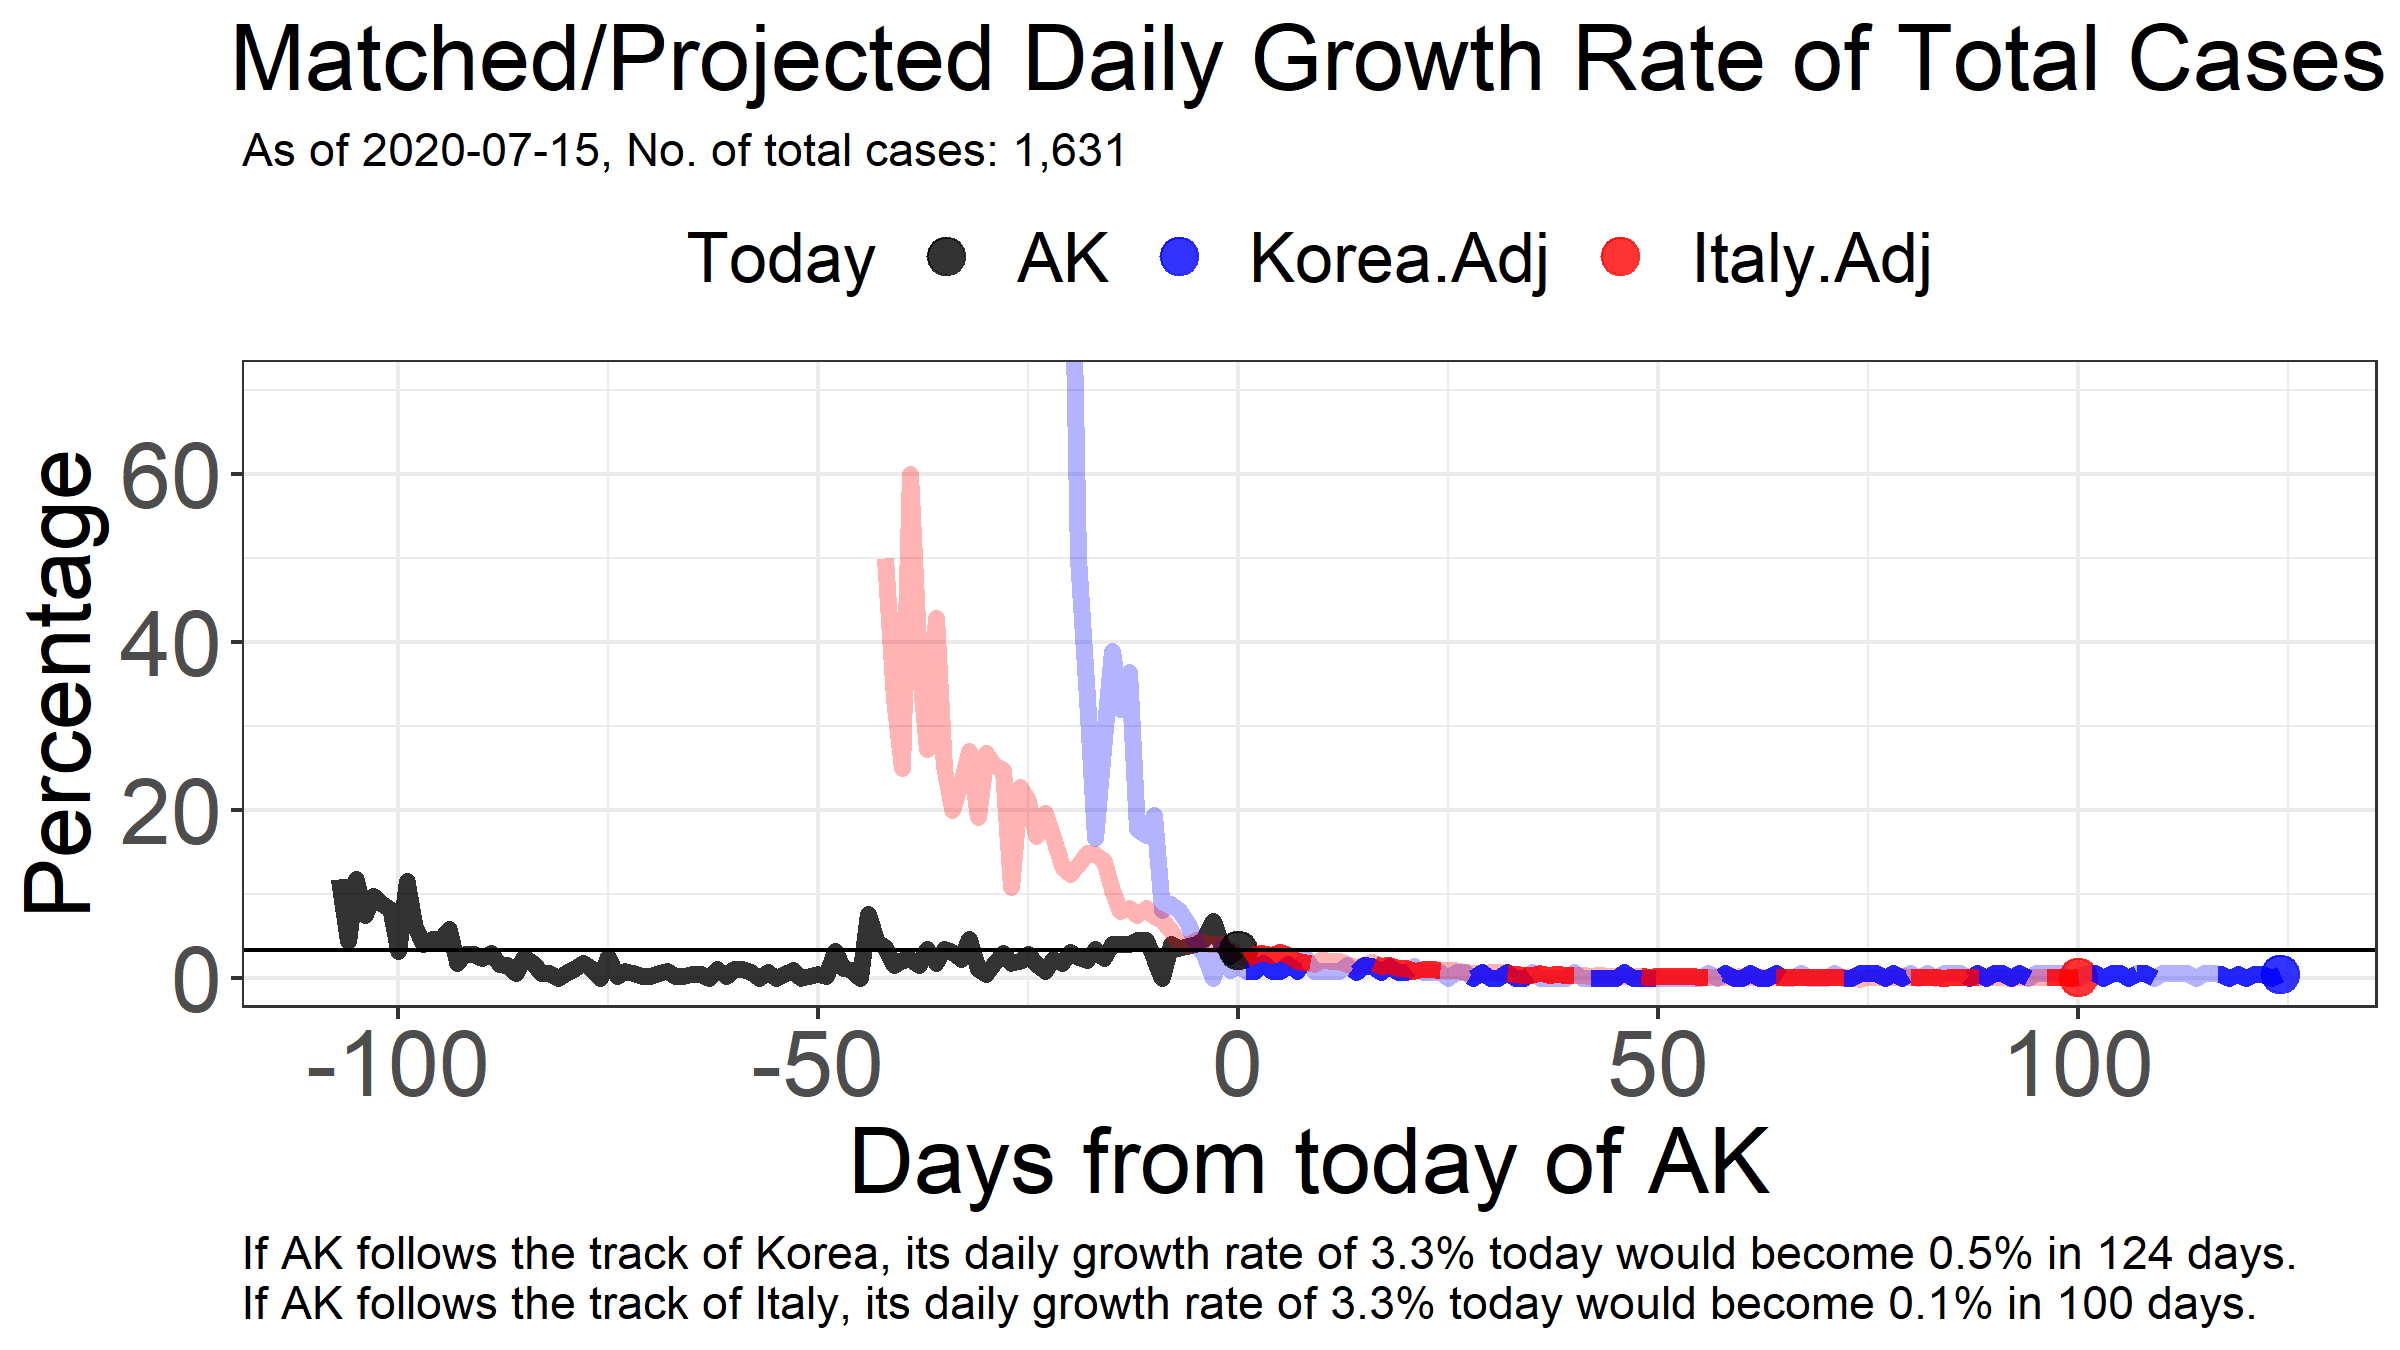 Matched/Projected Daily Growth Rate of Total Cases
As of 2020-07-15, No. of total cases: 1,631
Today AK Korea.Adj Italy.Adj
Percentage
60
40
20
0
-100 -50 0 50 100
Days from today of AK
If AK follows the track of Korea, its daily growth rate of 3.3% today would become 0.5% in 124 days.
If AK follows the track of Italy, its daily growth rate of 3.3% today would become 0.1% in 100 days.